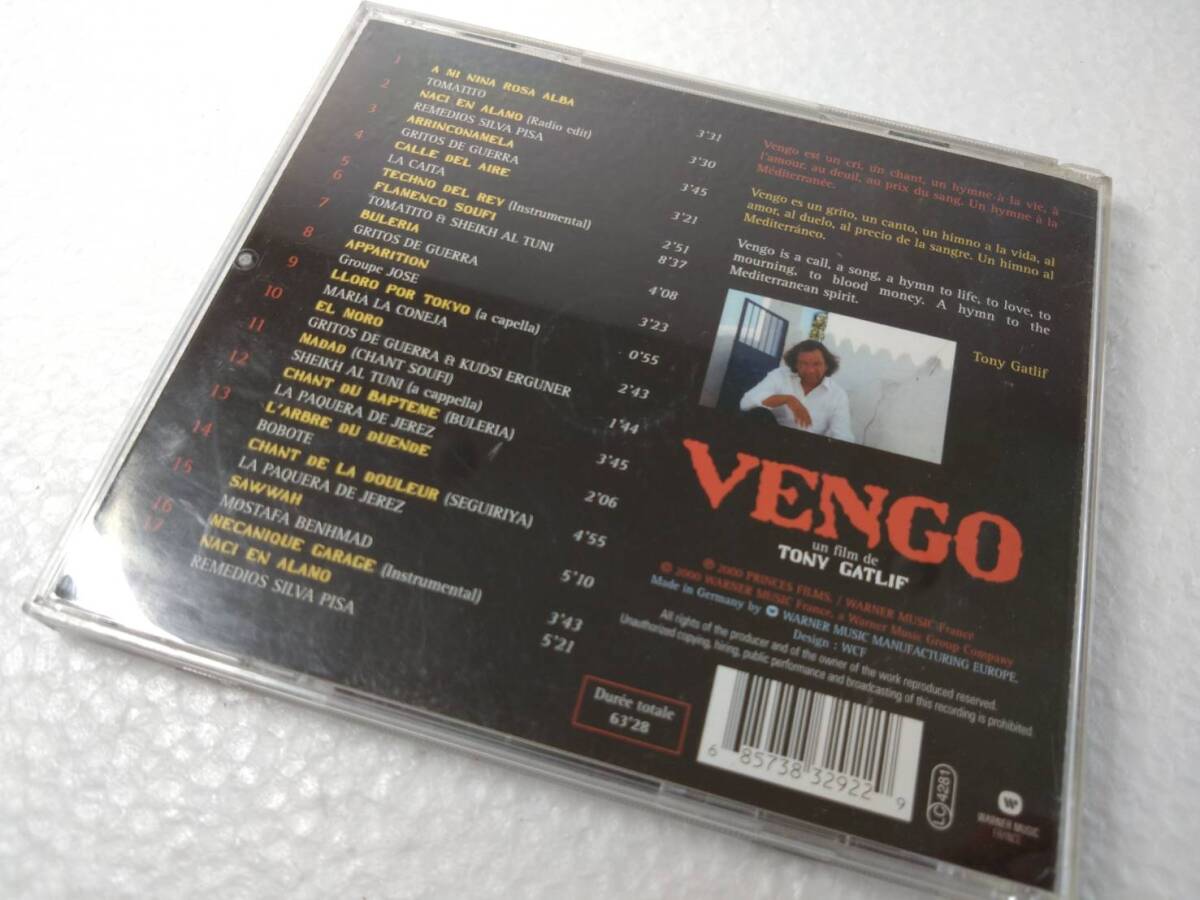 1 A MI NINA ROSA ALBA 3'31
TOMATITO
2 NACI EN ALAMO (Radio edit) 3'30
REMEDIOS SILVA PISA
3 ARRINCONAMELA 3'45
GRITOS DE GUERRA
4 CALLE DEL AIRE 3'21
LA CAITA
5 TECHNO DEL REY (Instrumental) 2'51
6 FLAMENCO SOUFI 8'37
TOMATITO & SHEIKH AL TUNI
7 BULERIA 4'08
GRITOS DE GUERRA
8 APPARITION 3'23
Groupe JOSE
9 LLORO POR TOKYO (a capella) 0'55
MARIA LA CONEJA
10 EL MORO 2'43
GRITOS DE GUERRA & KUDSI ERGUNER
11 MADAD (CHANT SOUFI) 1'44
SHEIKH AL TUNI (a cappella)
12 CHANT DU BAPTEME (BULERIA) 3'45
LA PAQUERA DE JEREZ
13 L'ARBRE DU DUENDE 2'06
BOBOTE
14 CHANT DE LA DOULEUR (SEGUIRIYA) 4'55
LA PAQUERA DE JEREZ
15 SAWWAH 5'10
MOSTAFA BENHMAD
16 MECANIQUE GARAGE (Instrumental) 3'43
17 NACI EN ALAMO 5'21
REMEDIOS SILVA PISA
Vengo est un cri, un chant, un hymne à la vie, à
l'amour, au deuil, au prix du sang. Un hymne à la
Méditerranée.
Vengo es un grito, un canto, un himno a la vida, al
amor, al duelo, al precio de la sangre. Un himno al
Mediterráneo.
Vengo is a call, a song, a hymn to life, to love, to
mourning, to blood money. A hymn to the
Mediterranean spirit.
Tony Gatlif
VENGO
un film de
TONY GATLIF
℗ 2000 PRINCES FILMS. / WARNER MUSIC France
© 2000 WARNER MUSIC France, a Warner Music Group Company
Made in Germany by WARNER MUSIC MANUFACTURING EUROPE.
Design : WCF
All rights of the producer and of the owner of the work reproduced reserved.
Unauthorized copying, hiring, public performance and broadcasting of this recording is prohibited.
Durée totale
63'28
6 85738 32922 9
LC 4281
WARNER MUSIC
FRANCE